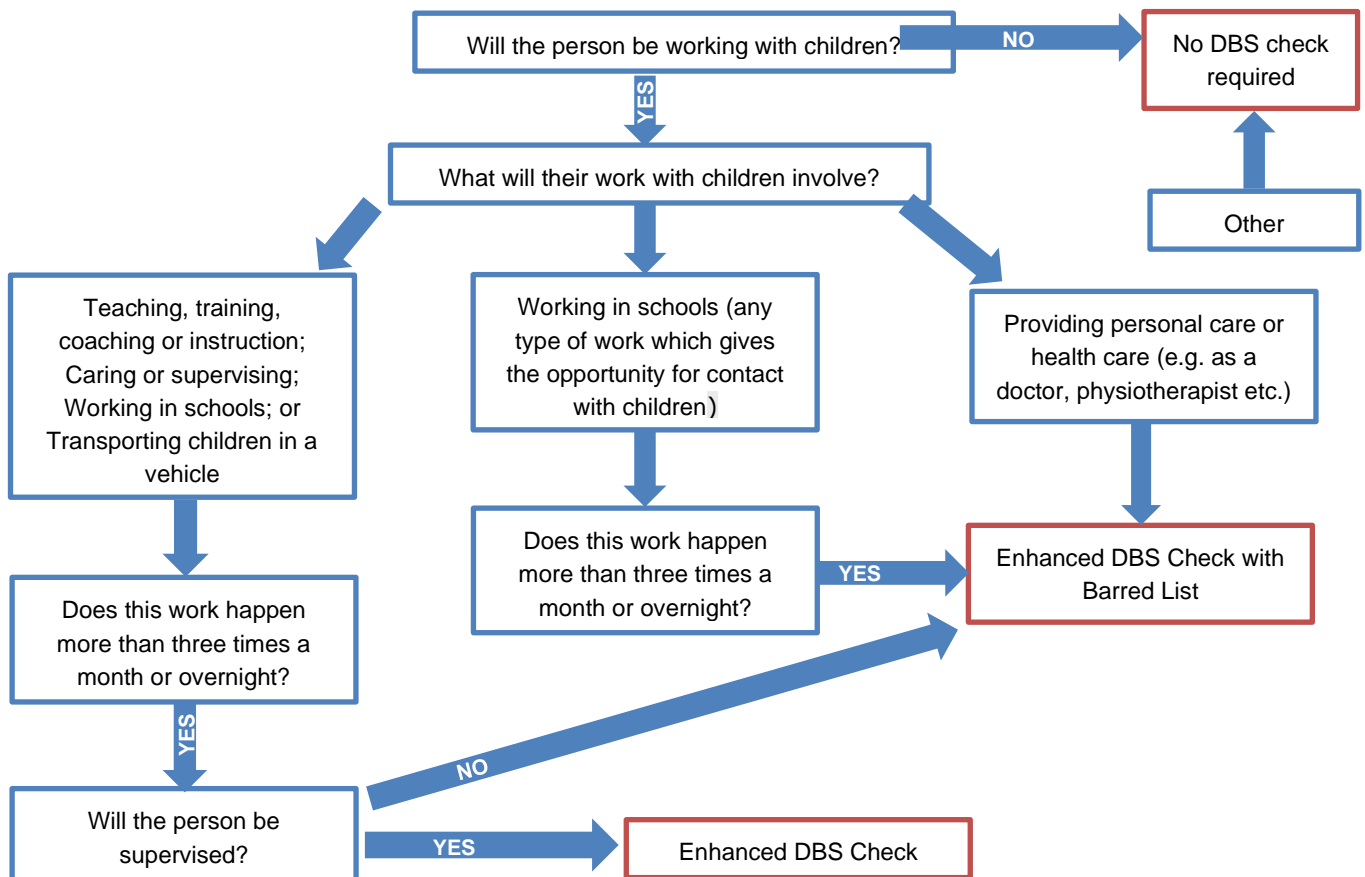 Will the person be working with children?
NO
No DBS check
required
YES
What will their work with children involve?
Other
Teaching, training,
coaching or instruction;
Caring or supervising;
Working in schools; or
Transporting children in a
vehicle
Working in schools (any
type of work which gives
the opportunity for contact
with children)
Providing personal care or
health care (e.g. as a
doctor, physiotherapist etc.)
Does this work happen
more than three times a
month or overnight?
YES
Enhanced DBS Check with
Barred List
Does this work happen
more than three times a
month or overnight?
YES
NO
Will the person be
supervised?
YES
Enhanced DBS Check